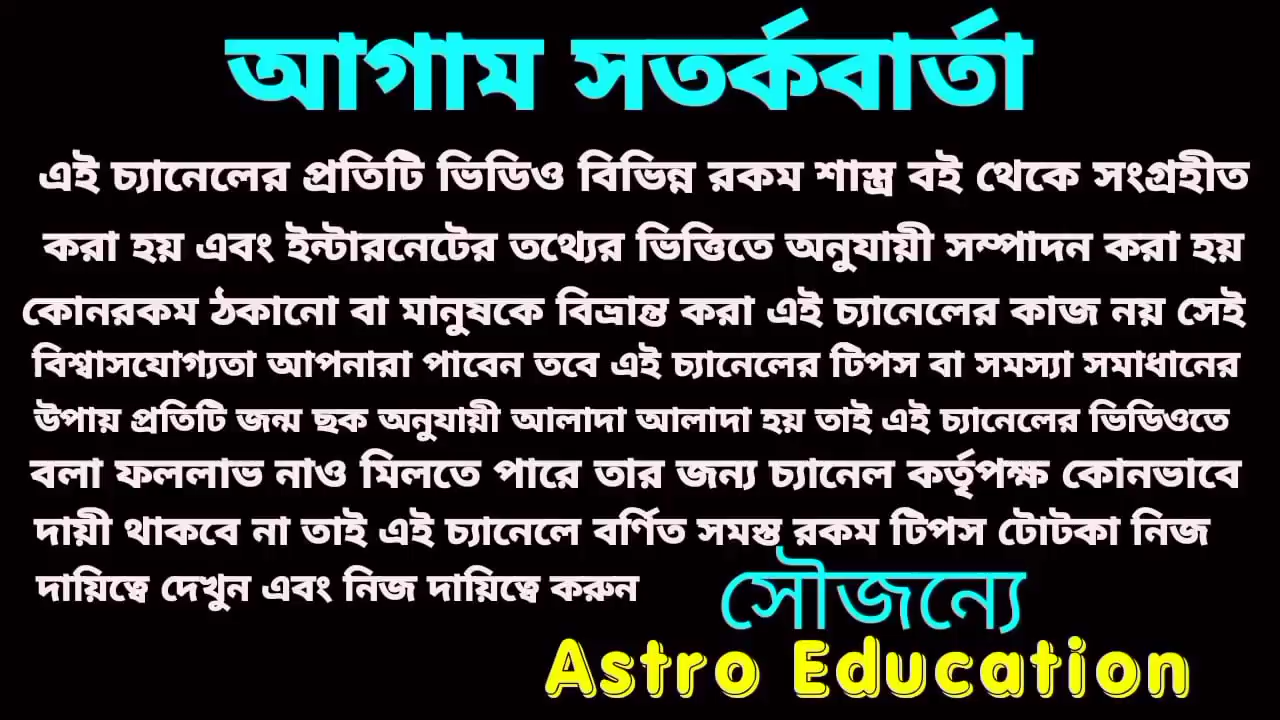 আগাম সতর্কবার্তা
এই চ্যানেলের প্রতিটি ভিডিও বিভিন্ন রকম শাস্ত্র বই থেকে সংগ্রহীত
করা হয় এবং ইন্টারনেটের তথ্যের ভিত্তিতে অনুযায়ী সম্পাদন করা হয়
কোনরকম ঠকানো বা মানুষকে বিভ্রান্ত করা এই চ্যানেলের কাজ নয় সেই
বিশ্বাসযোগ্যতা আপনারা পাবেন তবে এই চ্যানেলের টিপস বা সমস্যা সমাধানের
উপায় প্রতিটি জন্ম ছক অনুযায়ী আলাদা আলাদা হয় তাই এই চ্যানেলের ভিডিওতে
বলা ফললাভ নাও মিলতে পারে তার জন্য চ্যানেল কর্তৃপক্ষ কোনভাবে
দায়ী থাকবে না তাই এই চ্যানেলে বর্ণিত সমস্ত রকম টিপস টোটকা নিজ
দায়িত্বে দেখুন এবং নিজ দায়িত্বে করুন
সৌজন্যে
Astro Education